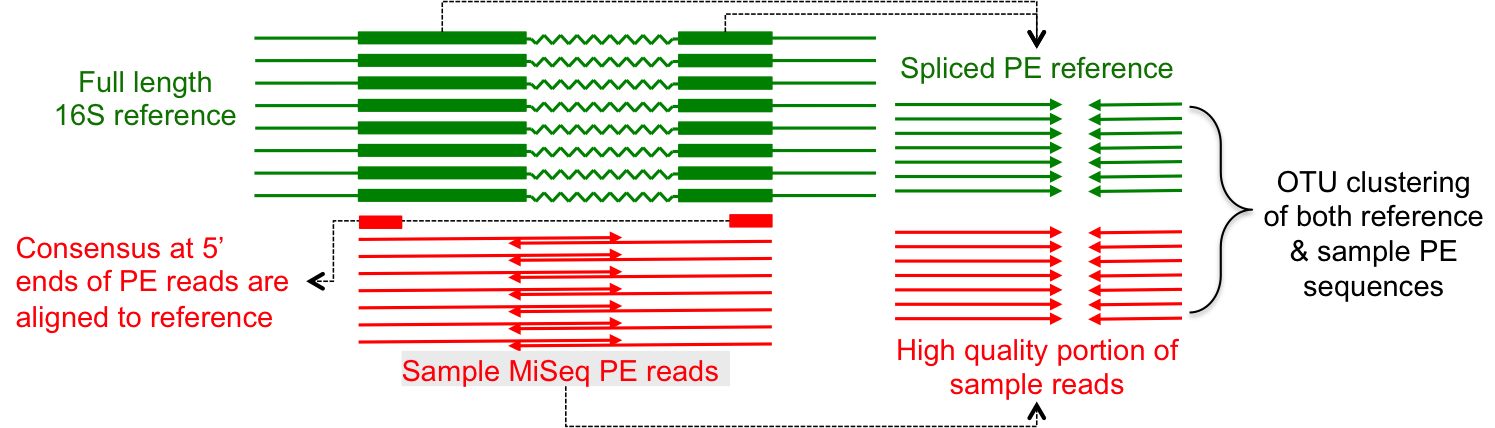 Full length
16S reference
Spliced PE reference
OTU clustering
of both reference
& sample PE
sequences
Consensus at 5’
ends of PE reads are
aligned to reference
Sample MiSeq PE reads
High quality portion of
sample reads